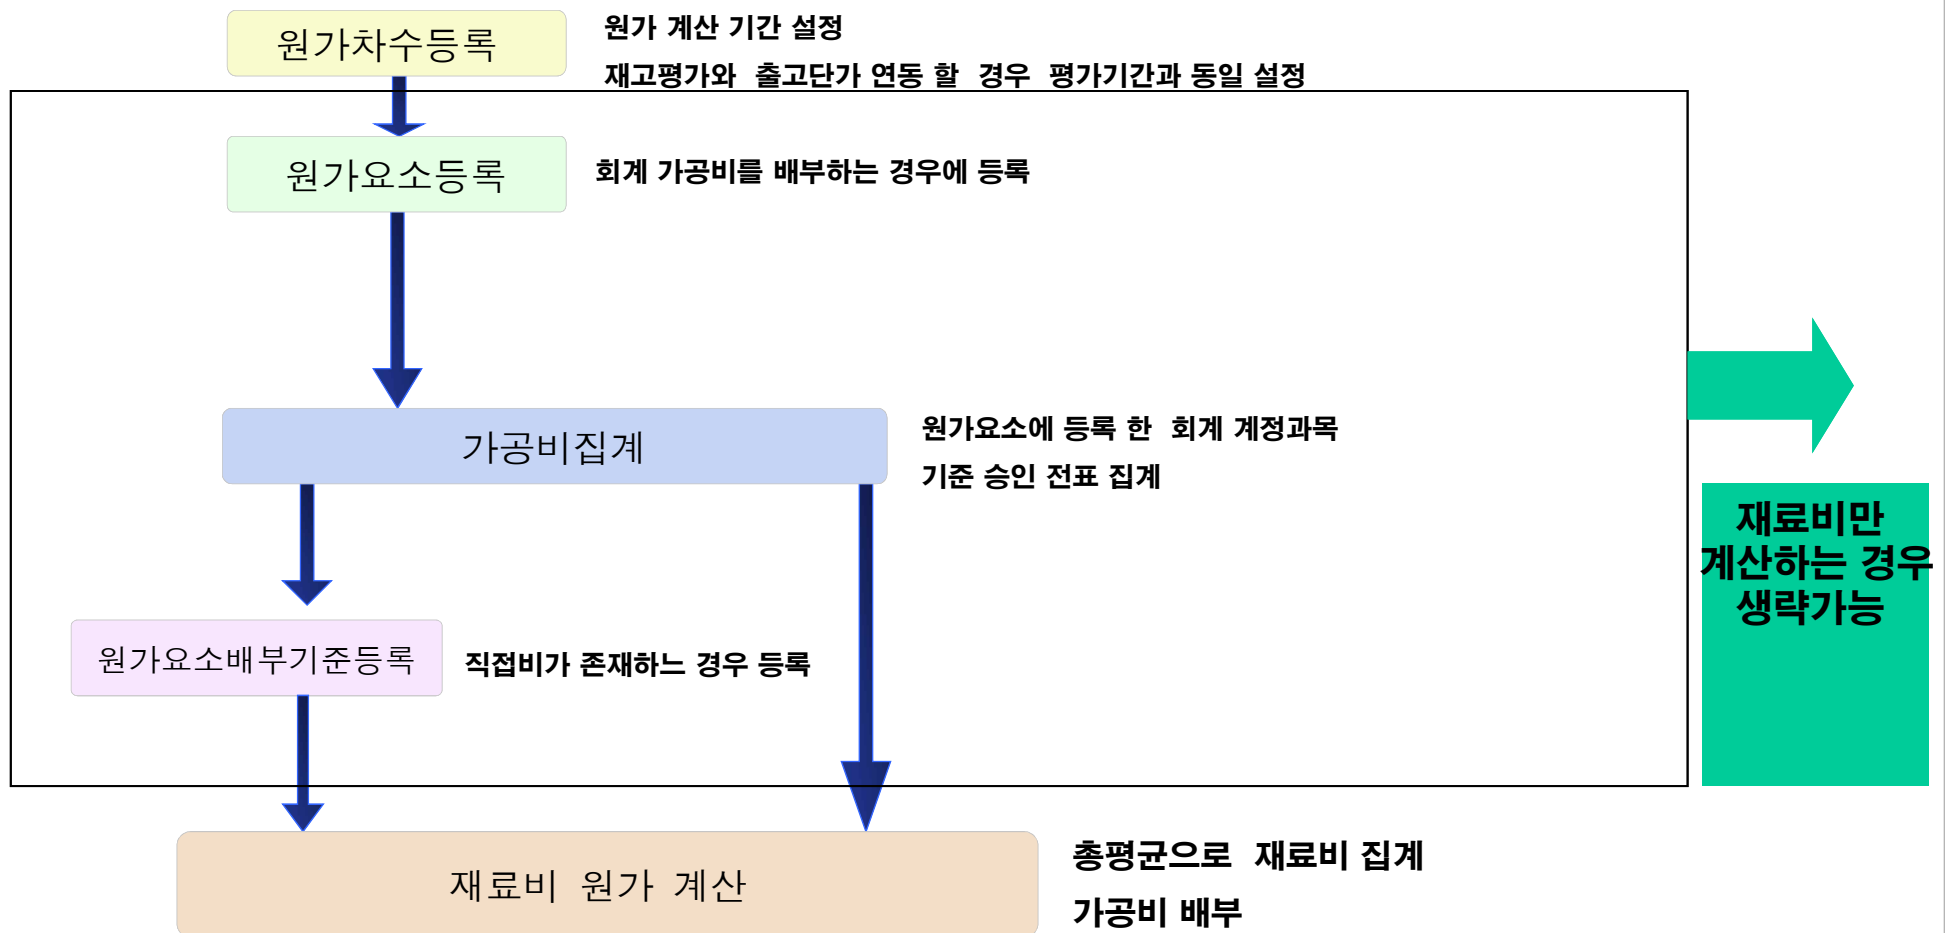 원가차수등록
원가 계산 기간 설정
재고평가와 출고단가 연동 할 경우 평가기간과 동일 설정
원가요소등록
회계 가공비를 배부하는 경우에 등록
가공비집계
원가요소에 등록 한 회계 계정과목
기준 승인 전표 집계
재료비만
계산하는 경우
생략가능
원가요소배부기준등록
직접비가 존재하느 경우 등록
재료비 원가 계산
총평균으로 재료비 집계
가공비 배부